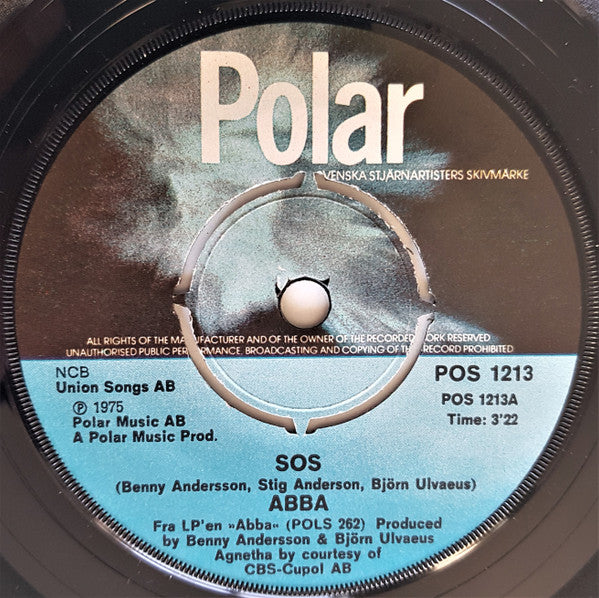 Polar
SVENSKA STJÄRNARTISTERS SKIVMÄRKE
ALL RIGHTS OF THE MANUFACTURER AND OF THE OWNER OF THE RECORDED WORK RESERVED
UNAUTHORISED PUBLIC PERFORMANCE, BROADCASTING AND COPYING OF THIS RECORD PROHIBITED
NCB
Union Songs AB
℗ 1975
Polar Music AB
A Polar Music Prod.
POS 1213
POS 1213A
Time: 3'22
SOS
(Benny Andersson, Stig Anderson, Björn Ulvaeus)
ABBA
Fra LP'en »Abba« (POLS 262) Produced
by Benny Andersson & Björn Ulvaeus
Agnetha by courtesy of
CBS-Cupol AB